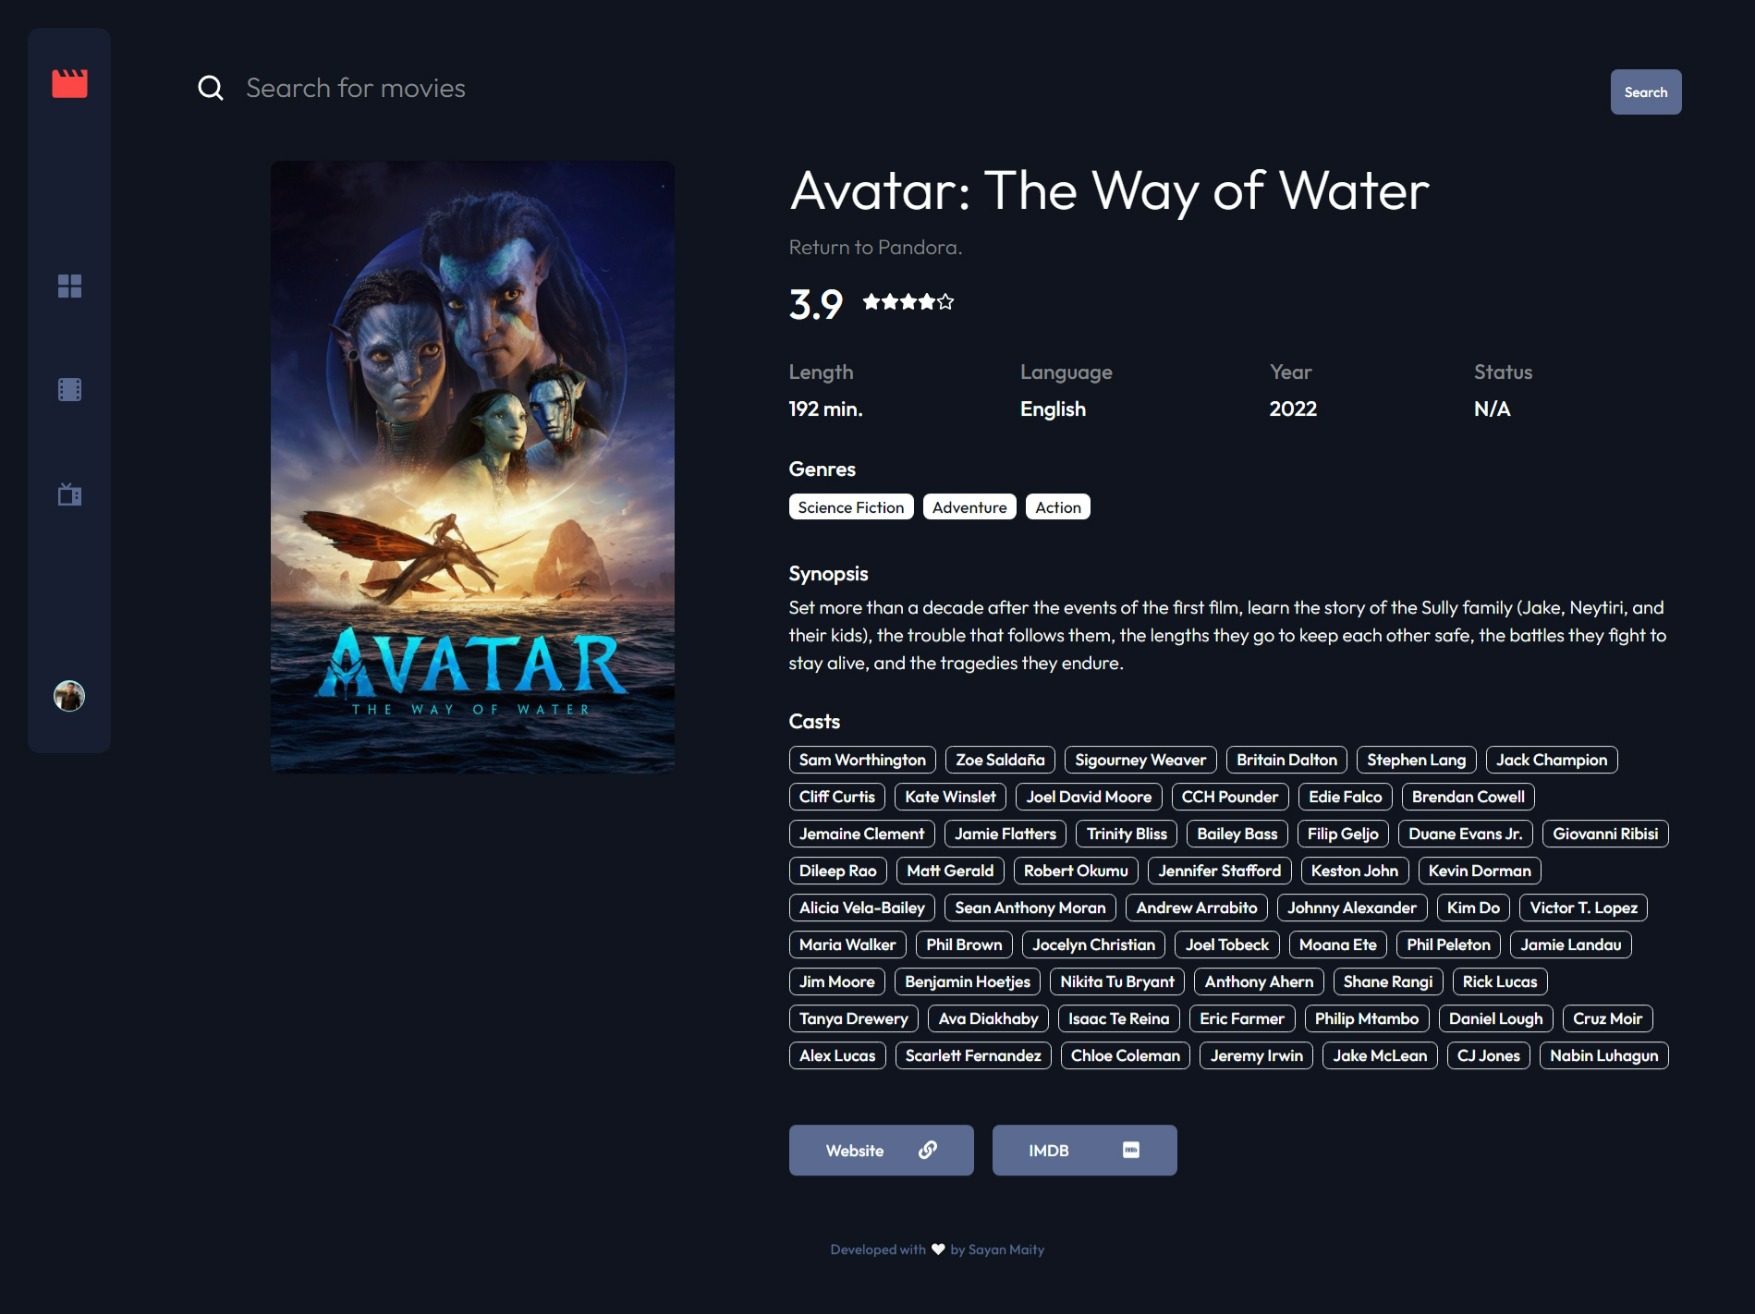 Search for movies
Search
Avatar: The Way of Water
Return to Pandora.
3.9
Length Language Year Status
192 min. English 2022 N/A
Genres
Science Fiction Adventure Action
Synopsis
Set more than a decade after the events of the first film, learn the story of the Sully family (Jake, Neytiri, and
their kids), the trouble that follows them, the lengths they go to keep each other safe, the battles they fight to
stay alive, and the tragedies they endure.
AVATAR
THE WAY OF WATER
Casts
Sam Worthington Zoe Saldaña Sigourney Weaver Britain Dalton Stephen Lang Jack Champion
Cliff Curtis Kate Winslet Joel David Moore CCH Pounder Edie Falco Brendan Cowell
Jemaine Clement Jamie Flatters Trinity Bliss Bailey Bass Filip Geljo Duane Evans Jr. Giovanni Ribisi
Dileep Rao Matt Gerald Robert Okumu Jennifer Stafford Keston John Kevin Dorman
Alicia Vela-Bailey Sean Anthony Moran Andrew Arrabito Johnny Alexander Kim Do Victor T. Lopez
Maria Walker Phil Brown Jocelyn Christian Joel Tobeck Moana Ete Phil Peleton Jamie Landau
Jim Moore Benjamin Hoetjes Nikita Tu Bryant Anthony Ahern Shane Rangi Rick Lucas
Tanya Drewery Ava Diakhaby Isaac Te Reina Eric Farmer Philip Mtambo Daniel Lough Cruz Moir
Alex Lucas Scarlett Fernandez Chloe Coleman Jeremy Irwin Jake McLean CJ Jones Nabin Luhagun
Website IMDB
Developed with ♥ by Sayan Maity